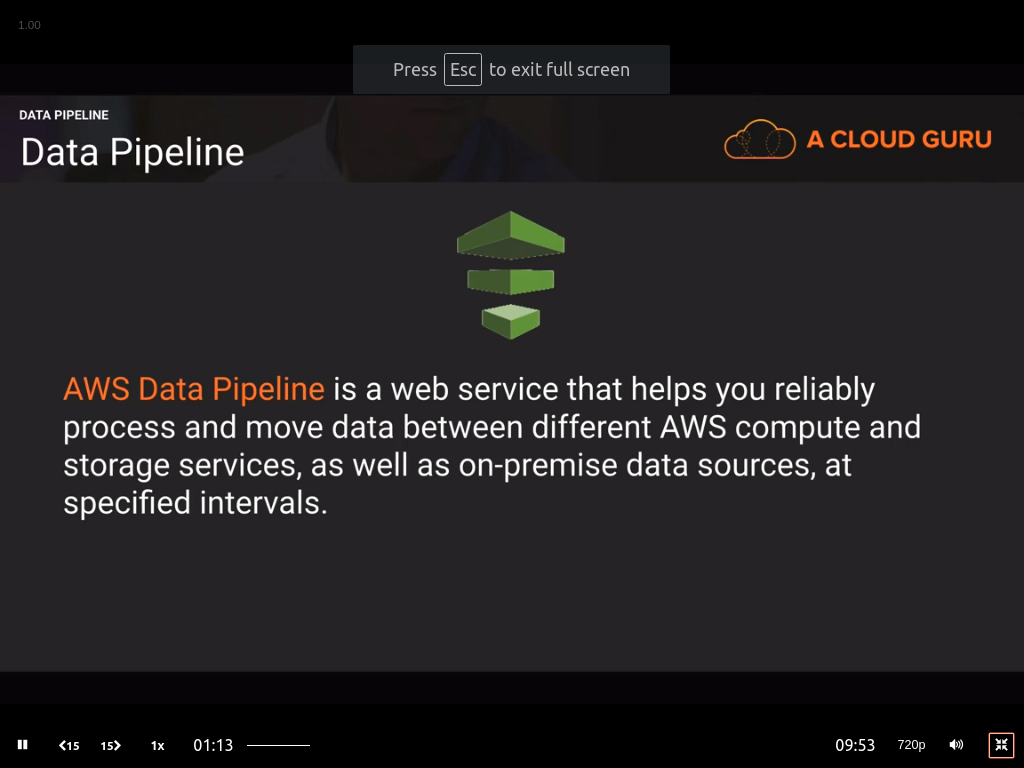 1.00
Press Esc to exit full screen
DATA PIPELINE
Data Pipeline
A CLOUD GURU
AWS Data Pipeline is a web service that helps you reliably
process and move data between different AWS compute and
storage services, as well as on-premise data sources, at
specified intervals.
15 15 1x 01:13 09:53 720p